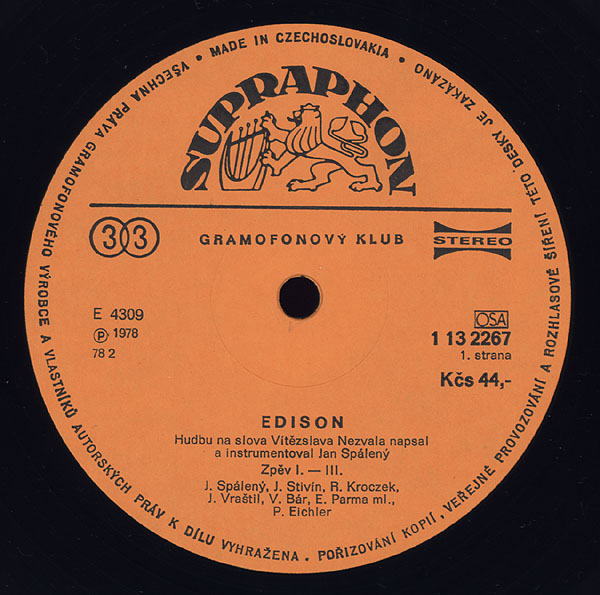 MADE IN CZECHOSLOVAKIA •
VŠECHNA PRÁVA GRAMOFONOVÉHO VÝROBCE A VLASTNÍKŮ AUTORSKÝCH PRÁV K DÍLU VYHRAŽENA . POŘIZOVÁNÍ KOPIÍ, VEŘEJNÉ PROVOZOVÁNÍ A ROZHLASOVÉ ŠÍŘENÍ TÉTO DESKY JE ZAKÁZÁNO •
SUPRAPHON
33
GRAMOFONOVÝ KLUB
STEREO
E 4309
Ⓟ 1978
78 2
OSA
1 13 2267
1. strana
Kčs 44,-
EDISON
Hudbu na slova Vítězslava Nezvala napsal
a instrumentoval Jan Spálený
Zpěv I. — III.
J. Spálený, J. Stivín, R. Kroczek,
J. Vraštil, V. Bár, E. Parma ml.,
P. Eichler